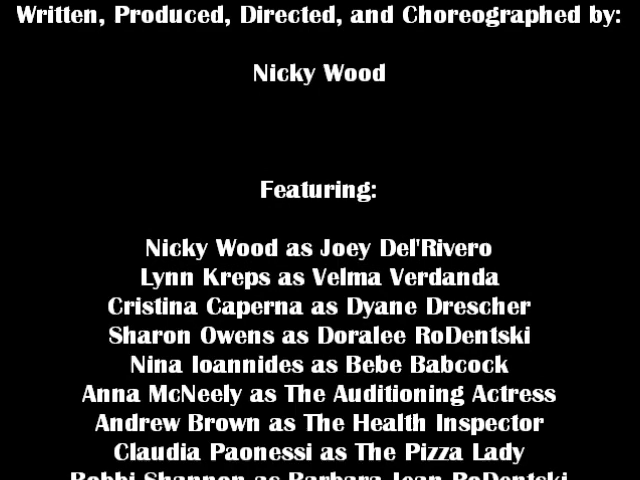 Written, Produced, Directed, and Choreographed by:
Nicky Wood
Featuring:
Nicky Wood as Joey Del'Rivero
Lynn Kreps as Velma Verdanda
Cristina Caperna as Dyane Drescher
Sharon Owens as Doralee RoDentski
Nina Ioannides as Bebe Babcock
Anna McNeely as The Auditioning Actress
Andrew Brown as The Health Inspector
Claudia Paonessi as The Pizza Lady
Bobbi Shannon as Barbara Jean RoDentski